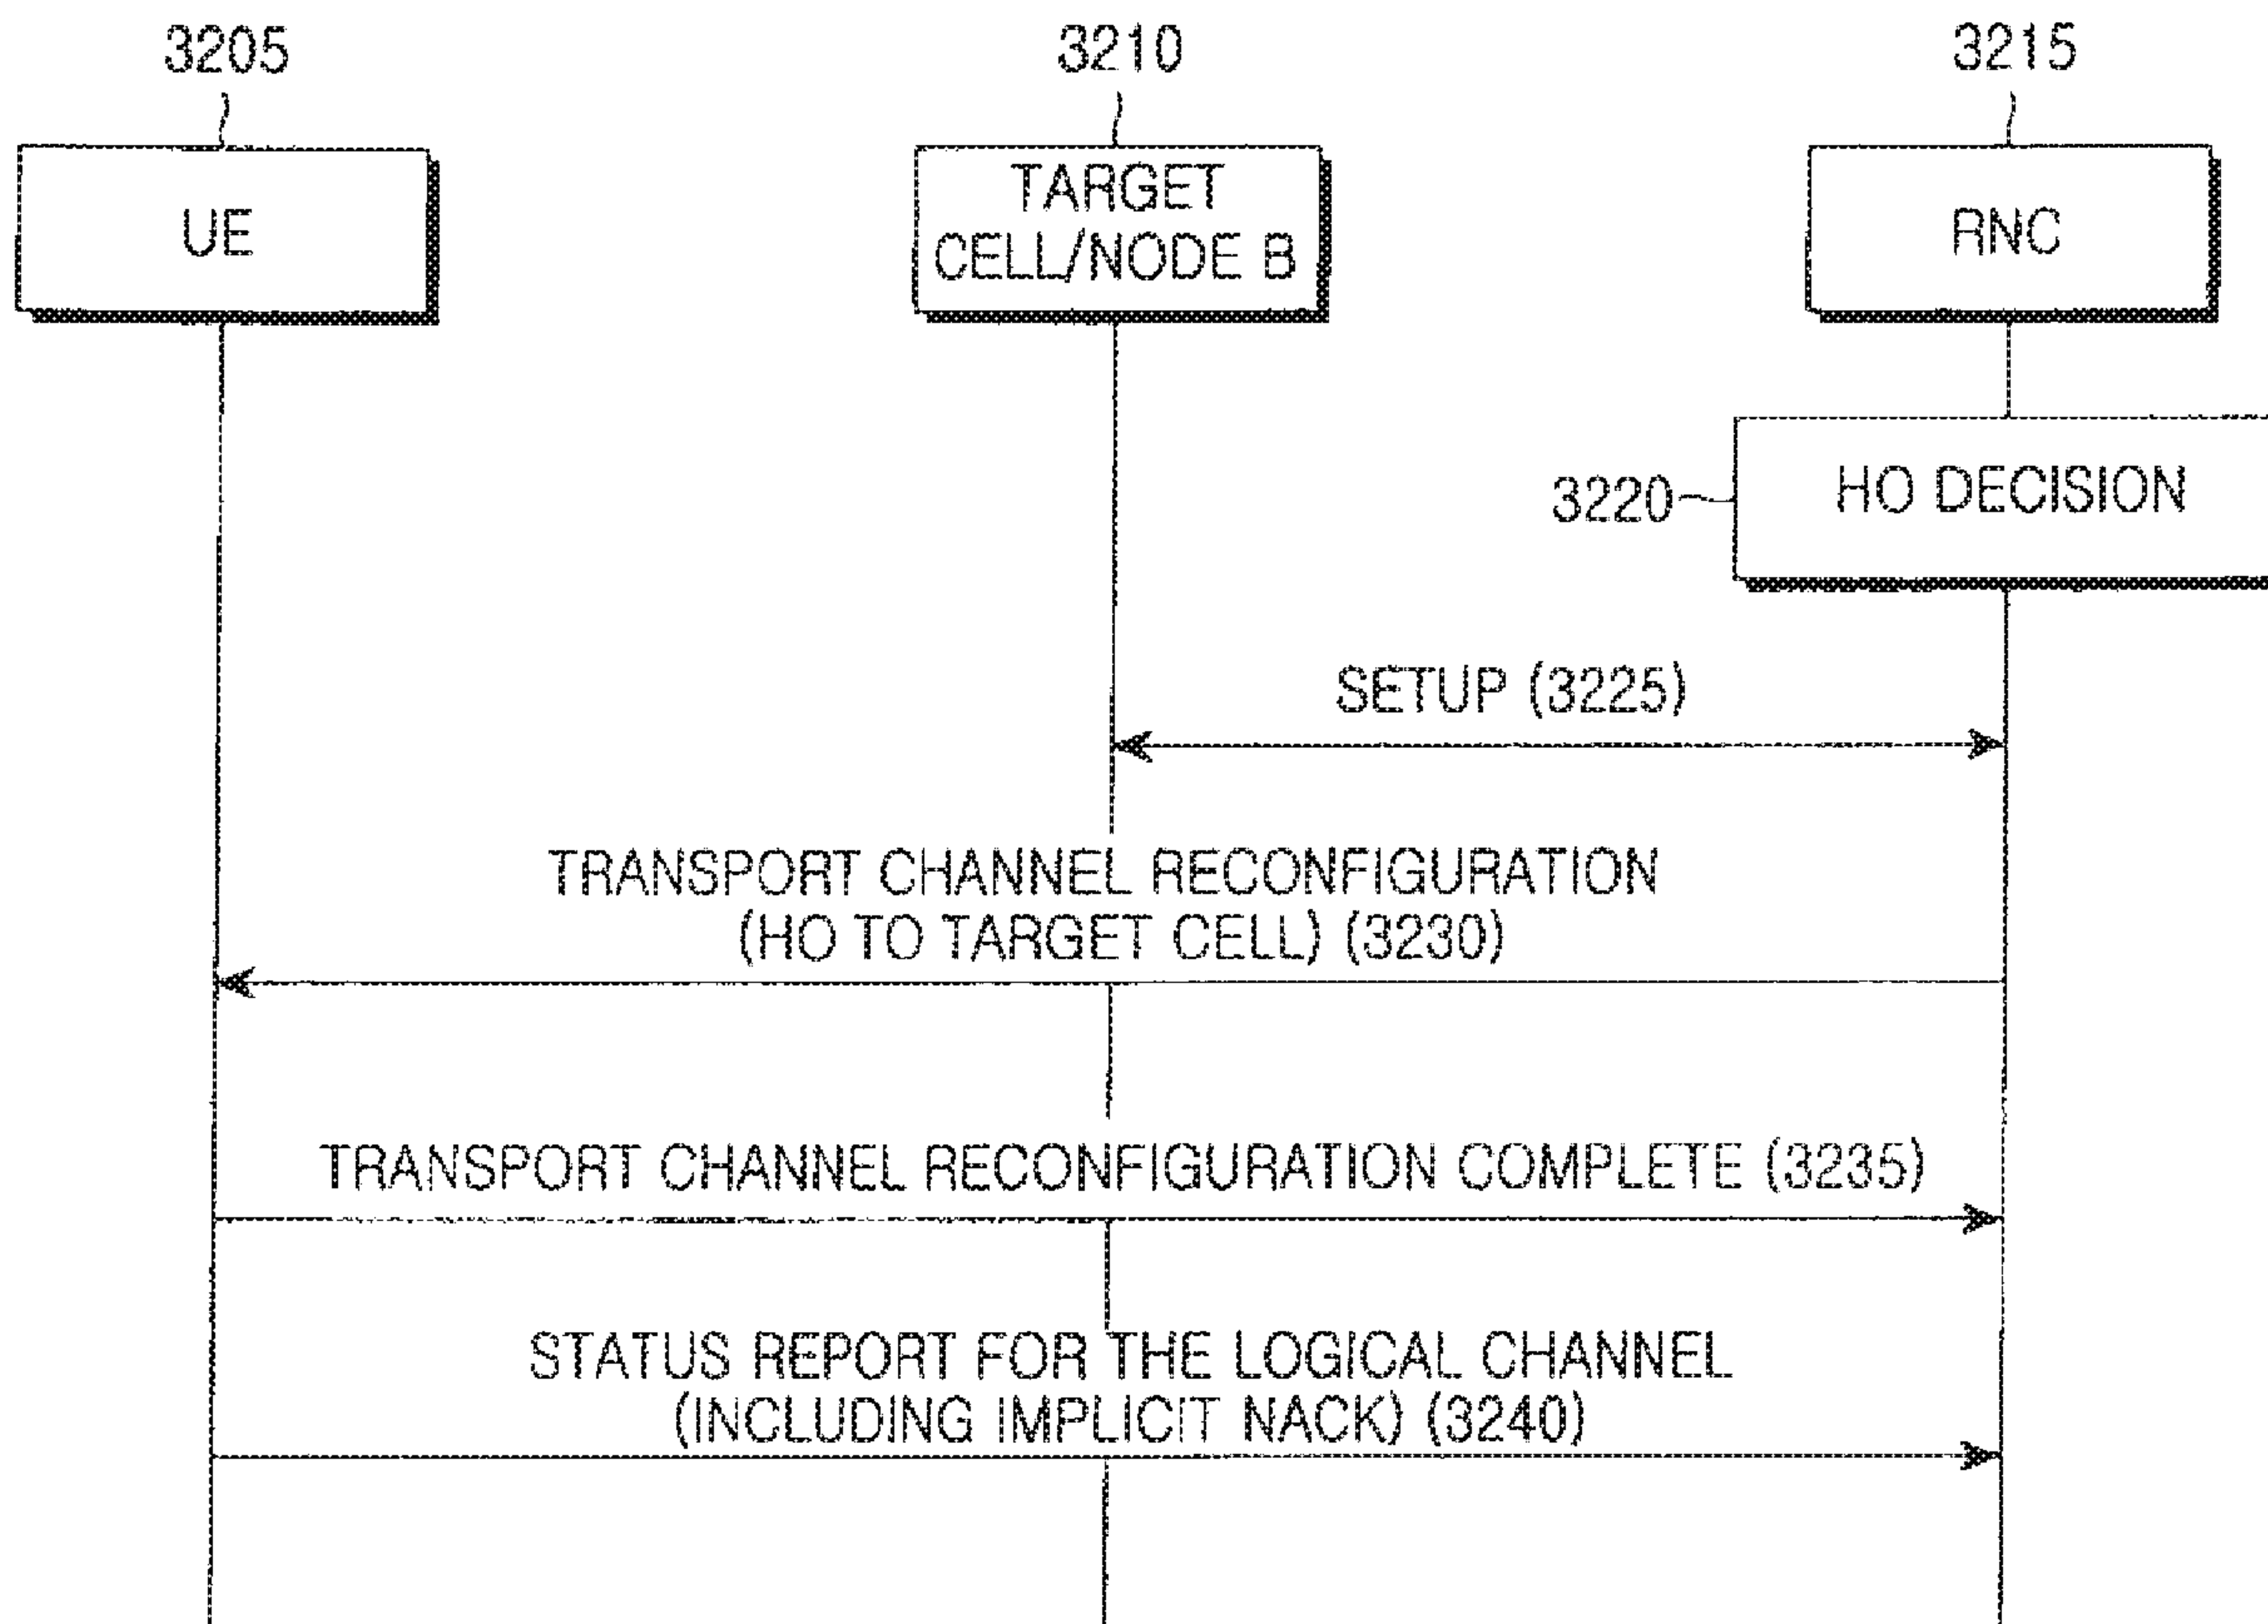 3205
3210
3215
UE
TARGET
CELL/NODE B
RNC
3220
HO DECISION
SETUP (3225)
TRANSPORT CHANNEL RECONFIGURATION
(HO TO TARGET CELL) (3230)
TRANSPORT CHANNEL RECONFIGURATION COMPLETE (3235)
STATUS REPORT FOR THE LOGICAL CHANNEL
(INCLUDING IMPLICIT NACK) (3240)